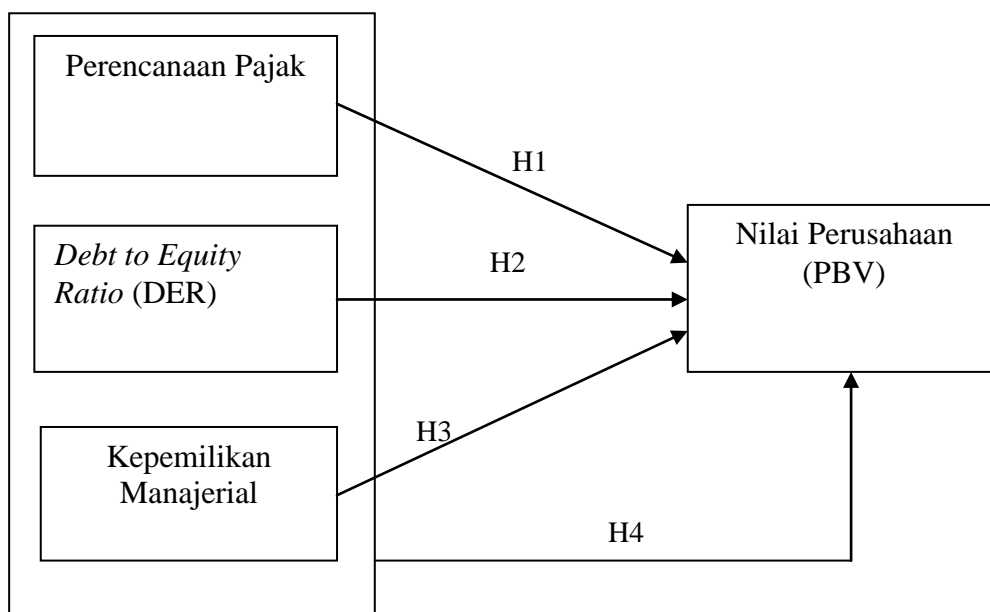 Perencanaan Pajak
H1
Nilai Perusahaan
(PBV)
Debt to Equity
Ratio (DER)
H2
Kepemilikan
Manajerial
H3
H4